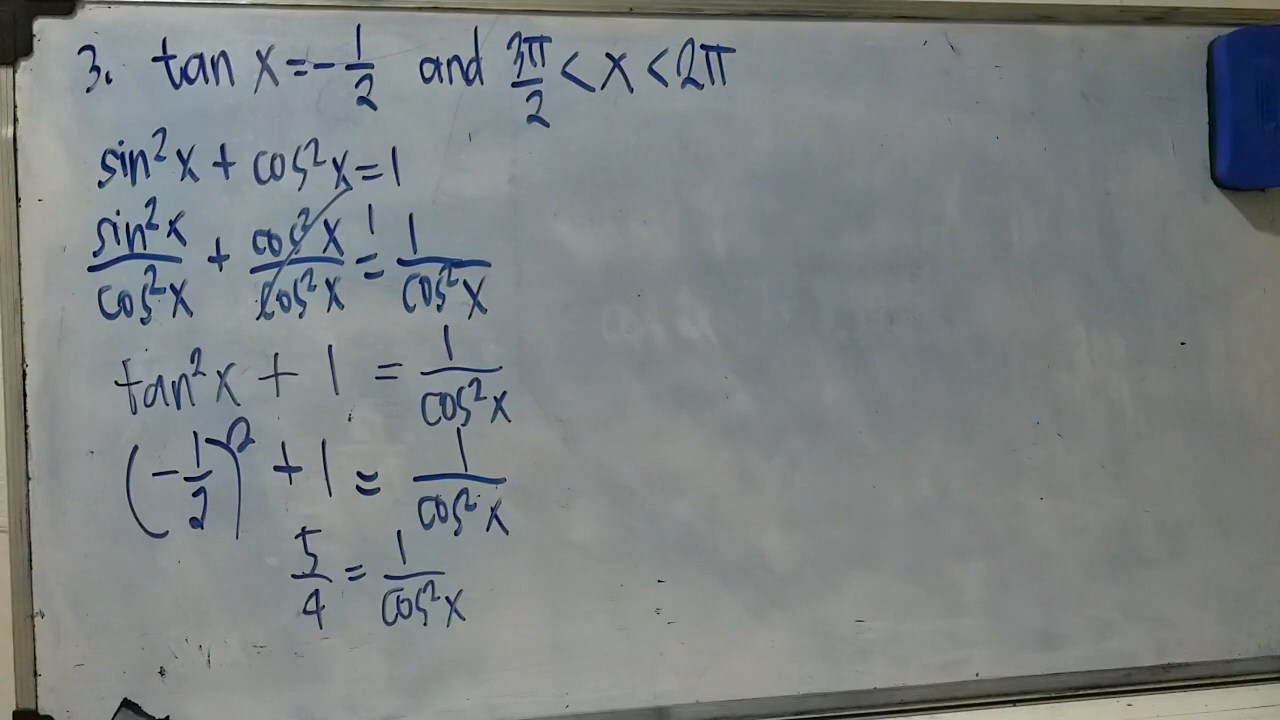 3. tan x = -1/2 and 3π/2 < x < 2π
sin²x + cos²x = 1
sin²x/cos²x + cos²x/cos²x 1 = 1/cos²x
tan²x + 1 = 1/cos²x
(-1/2)² + 1 = 1/cos²x
5/4 = 1/cos²x